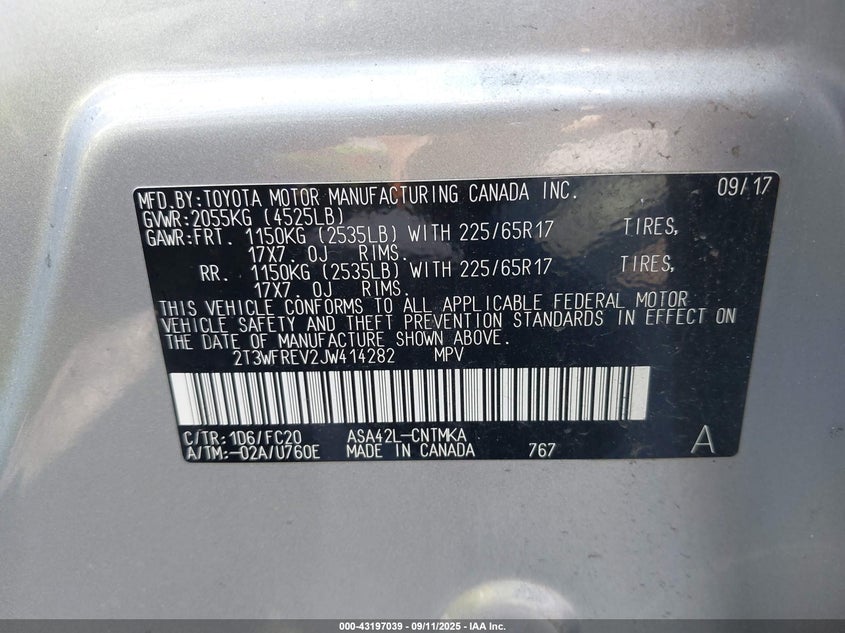 MFD.BY:TOYOTA MOTOR MANUFACTURING CANADA INC. 09/17
GVWR:2055KG (4525LB)
GAWR:FRT. 1150KG (2535LB) WITH 225/65R17 TIRES,
17X7.0J RIMS.
RR. 1150KG (2535LB) WITH 225/65R17 TIRES,
17X7.0J RIMS.
THIS VEHICLE CONFORMS TO ALL APPLICABLE FEDERAL MOTOR
VEHICLE SAFETY AND THEFT PREVENTION STANDARDS IN EFFECT ON
THE DATE OF MANUFACTURE SHOWN ABOVE.
2T3WFREV2JW414282 MPV
C/TR:1D6/FC20 ASA42L-CNTMKA
A/TM:-02A/U760E MADE IN CANADA 767 A
000-43197039 - 09/11/2025 - IAA Inc.